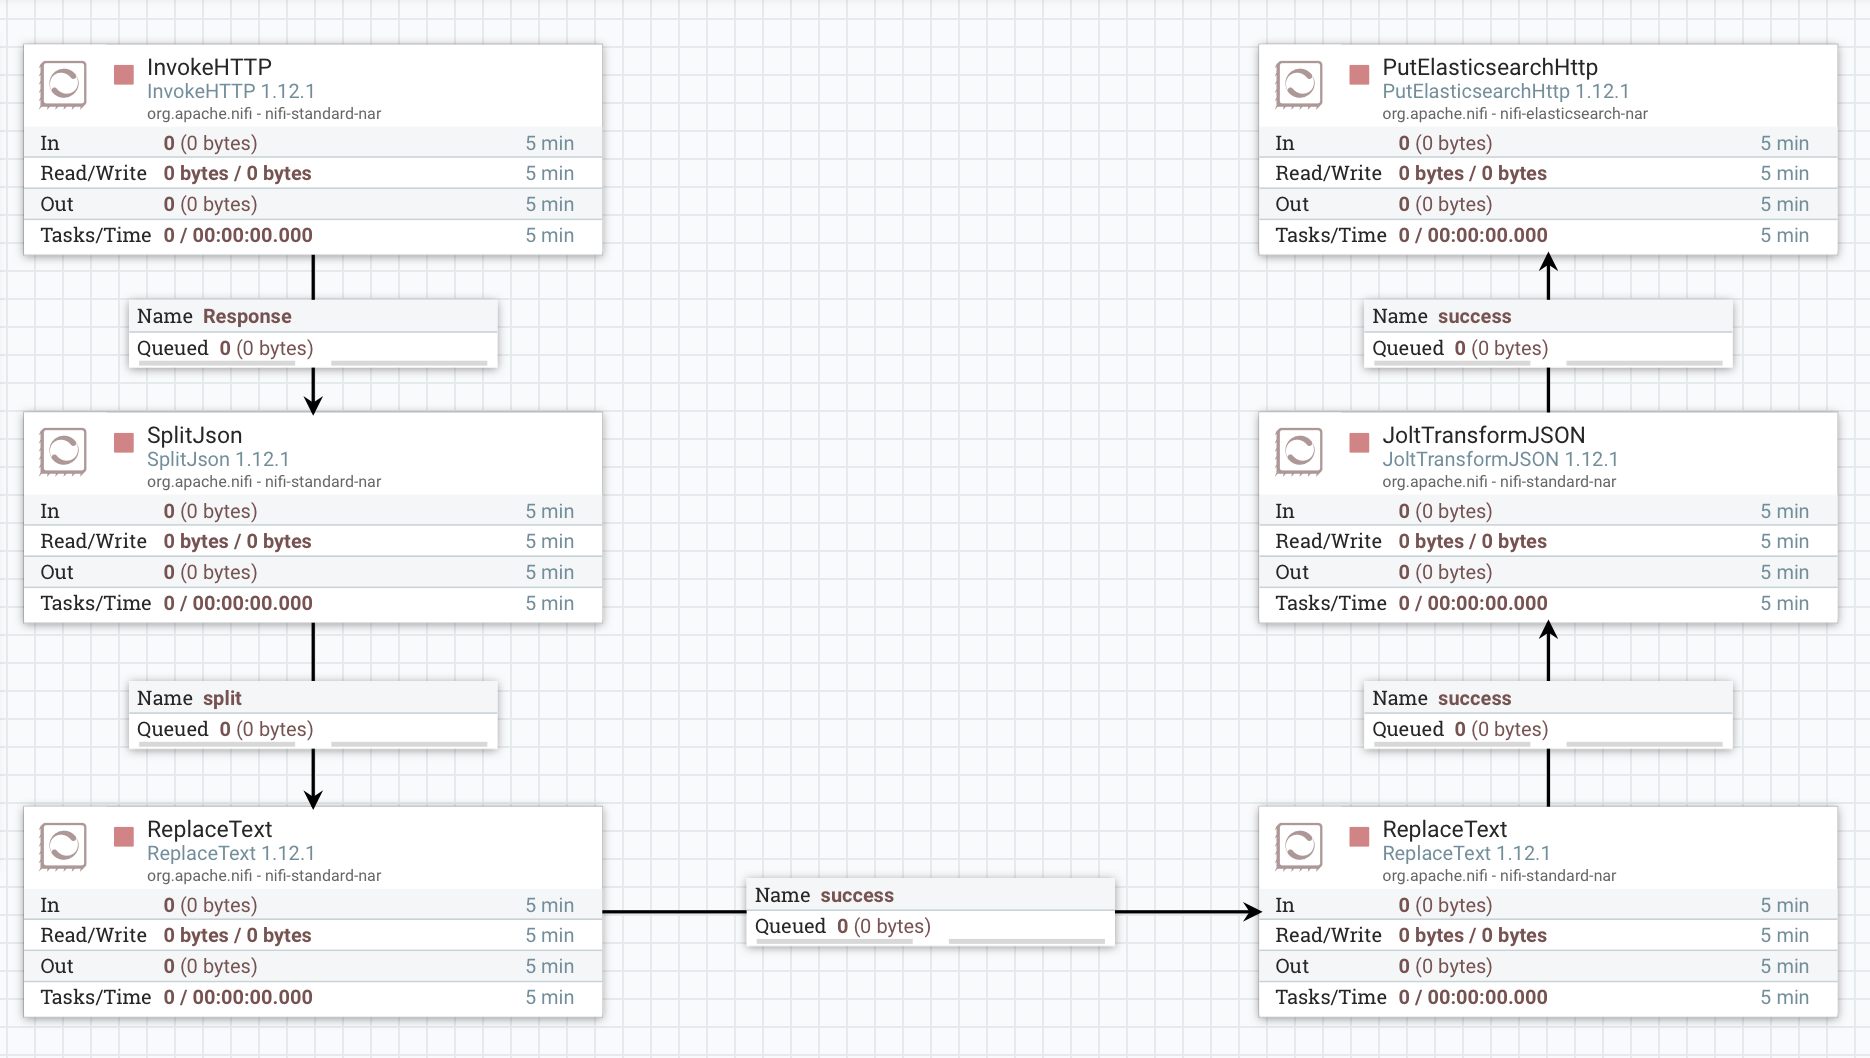 InvokeHTTP
InvokeHTTP 1.12.1
org.apache.nifi - nifi-standard-nar
In 0 (0 bytes) 5 min
Read/Write 0 bytes / 0 bytes 5 min
Out 0 (0 bytes) 5 min
Tasks/Time 0 / 00:00:00.000 5 min
Name Response
Queued 0 (0 bytes)
SplitJson
SplitJson 1.12.1
org.apache.nifi - nifi-standard-nar
In 0 (0 bytes) 5 min
Read/Write 0 bytes / 0 bytes 5 min
Out 0 (0 bytes) 5 min
Tasks/Time 0 / 00:00:00.000 5 min
Name split
Queued 0 (0 bytes)
ReplaceText
ReplaceText 1.12.1
org.apache.nifi - nifi-standard-nar
In 0 (0 bytes) 5 min
Read/Write 0 bytes / 0 bytes 5 min
Out 0 (0 bytes) 5 min
Tasks/Time 0 / 00:00:00.000 5 min
Name success
Queued 0 (0 bytes)
ReplaceText
ReplaceText 1.12.1
org.apache.nifi - nifi-standard-nar
In 0 (0 bytes) 5 min
Read/Write 0 bytes / 0 bytes 5 min
Out 0 (0 bytes) 5 min
Tasks/Time 0 / 00:00:00.000 5 min
Name success
Queued 0 (0 bytes)
JoltTransformJSON
JoltTransformJSON 1.12.1
org.apache.nifi - nifi-standard-nar
In 0 (0 bytes) 5 min
Read/Write 0 bytes / 0 bytes 5 min
Out 0 (0 bytes) 5 min
Tasks/Time 0 / 00:00:00.000 5 min
Name success
Queued 0 (0 bytes)
PutElasticsearchHttp
PutElasticsearchHttp 1.12.1
org.apache.nifi - nifi-elasticsearch-nar
In 0 (0 bytes) 5 min
Read/Write 0 bytes / 0 bytes 5 min
Out 0 (0 bytes) 5 min
Tasks/Time 0 / 00:00:00.000 5 min